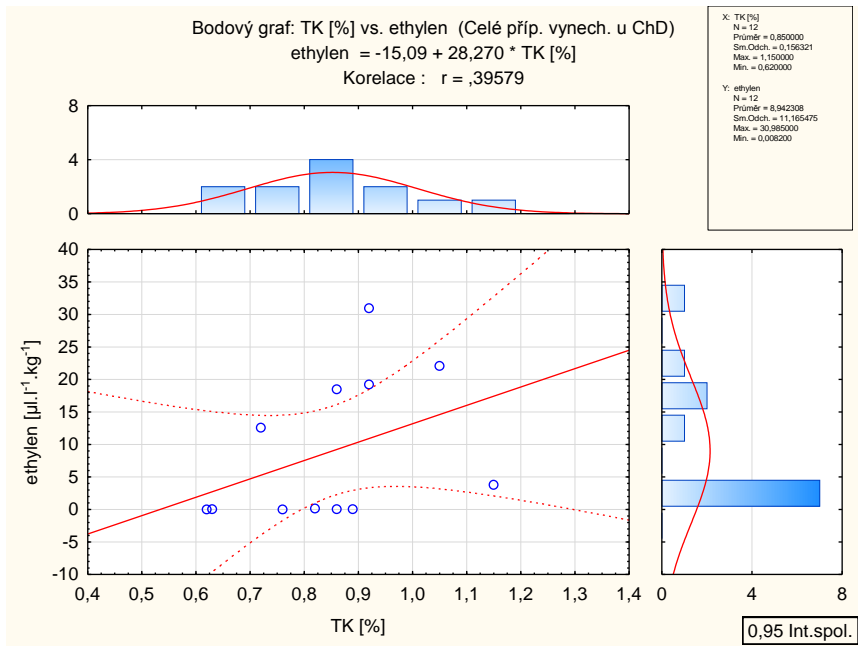 Bodový graf: TK [%] vs. ethylen (Celé příp. vynech. u ChD)
ethylen = -15,09 + 28,270 * TK [%]
Korelace : r = ,39579
X: TK [%]
N = 12
Průměr = 0,850000
Sm.Odch. = 0,156321
Max. = 1,150000
Min. = 0,620000
Y: ethylen
N = 12
Průměr = 8,942308
Sm.Odch. = 11,165475
Max. = 30,985000
Min. = 0,008200
8
4
0
40
35
30
25
20
15
10
5
0
-5
-10
ethylen [µl.l-1.kg-1]
0,4 0,5 0,6 0,7 0,8 0,9 1,0 1,1 1,2 1,3 1,4
TK [%]
0 4 8
0,95 Int.spol.